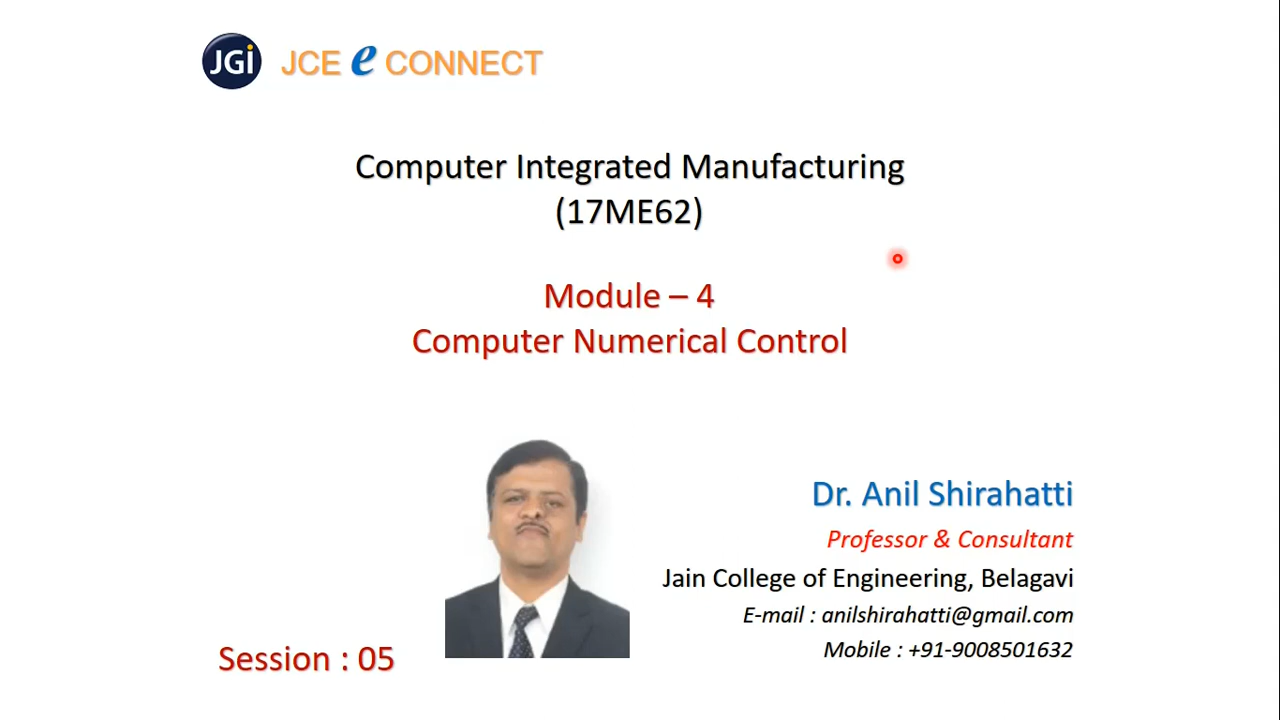 JGi JCE e CONNECT
Computer Integrated Manufacturing
(17ME62)
Module – 4
Computer Numerical Control
Dr. Anil Shirahatti
Professor & Consultant
Jain College of Engineering, Belagavi
E-mail : anilshirahatti@gmail.com
Mobile : +91-9008501632
Session : 05